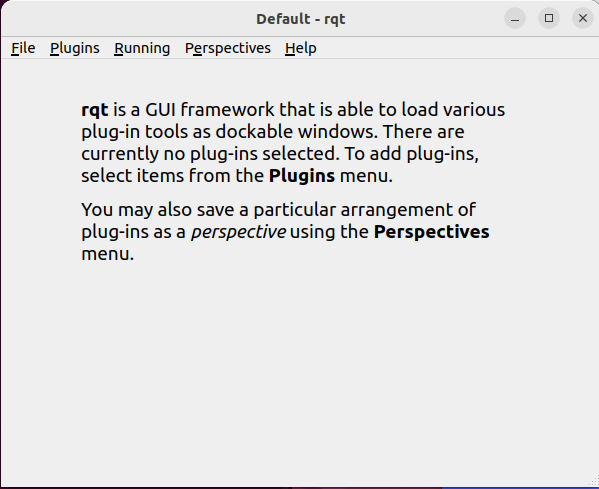 Default - rqt
File Plugins Running Perspectives Help
rqt is a GUI framework that is able to load various
plug-in tools as dockable windows. There are
currently no plug-ins selected. To add plug-ins,
select items from the Plugins menu.
You may also save a particular arrangement of
plug-ins as a perspective using the Perspectives
menu.